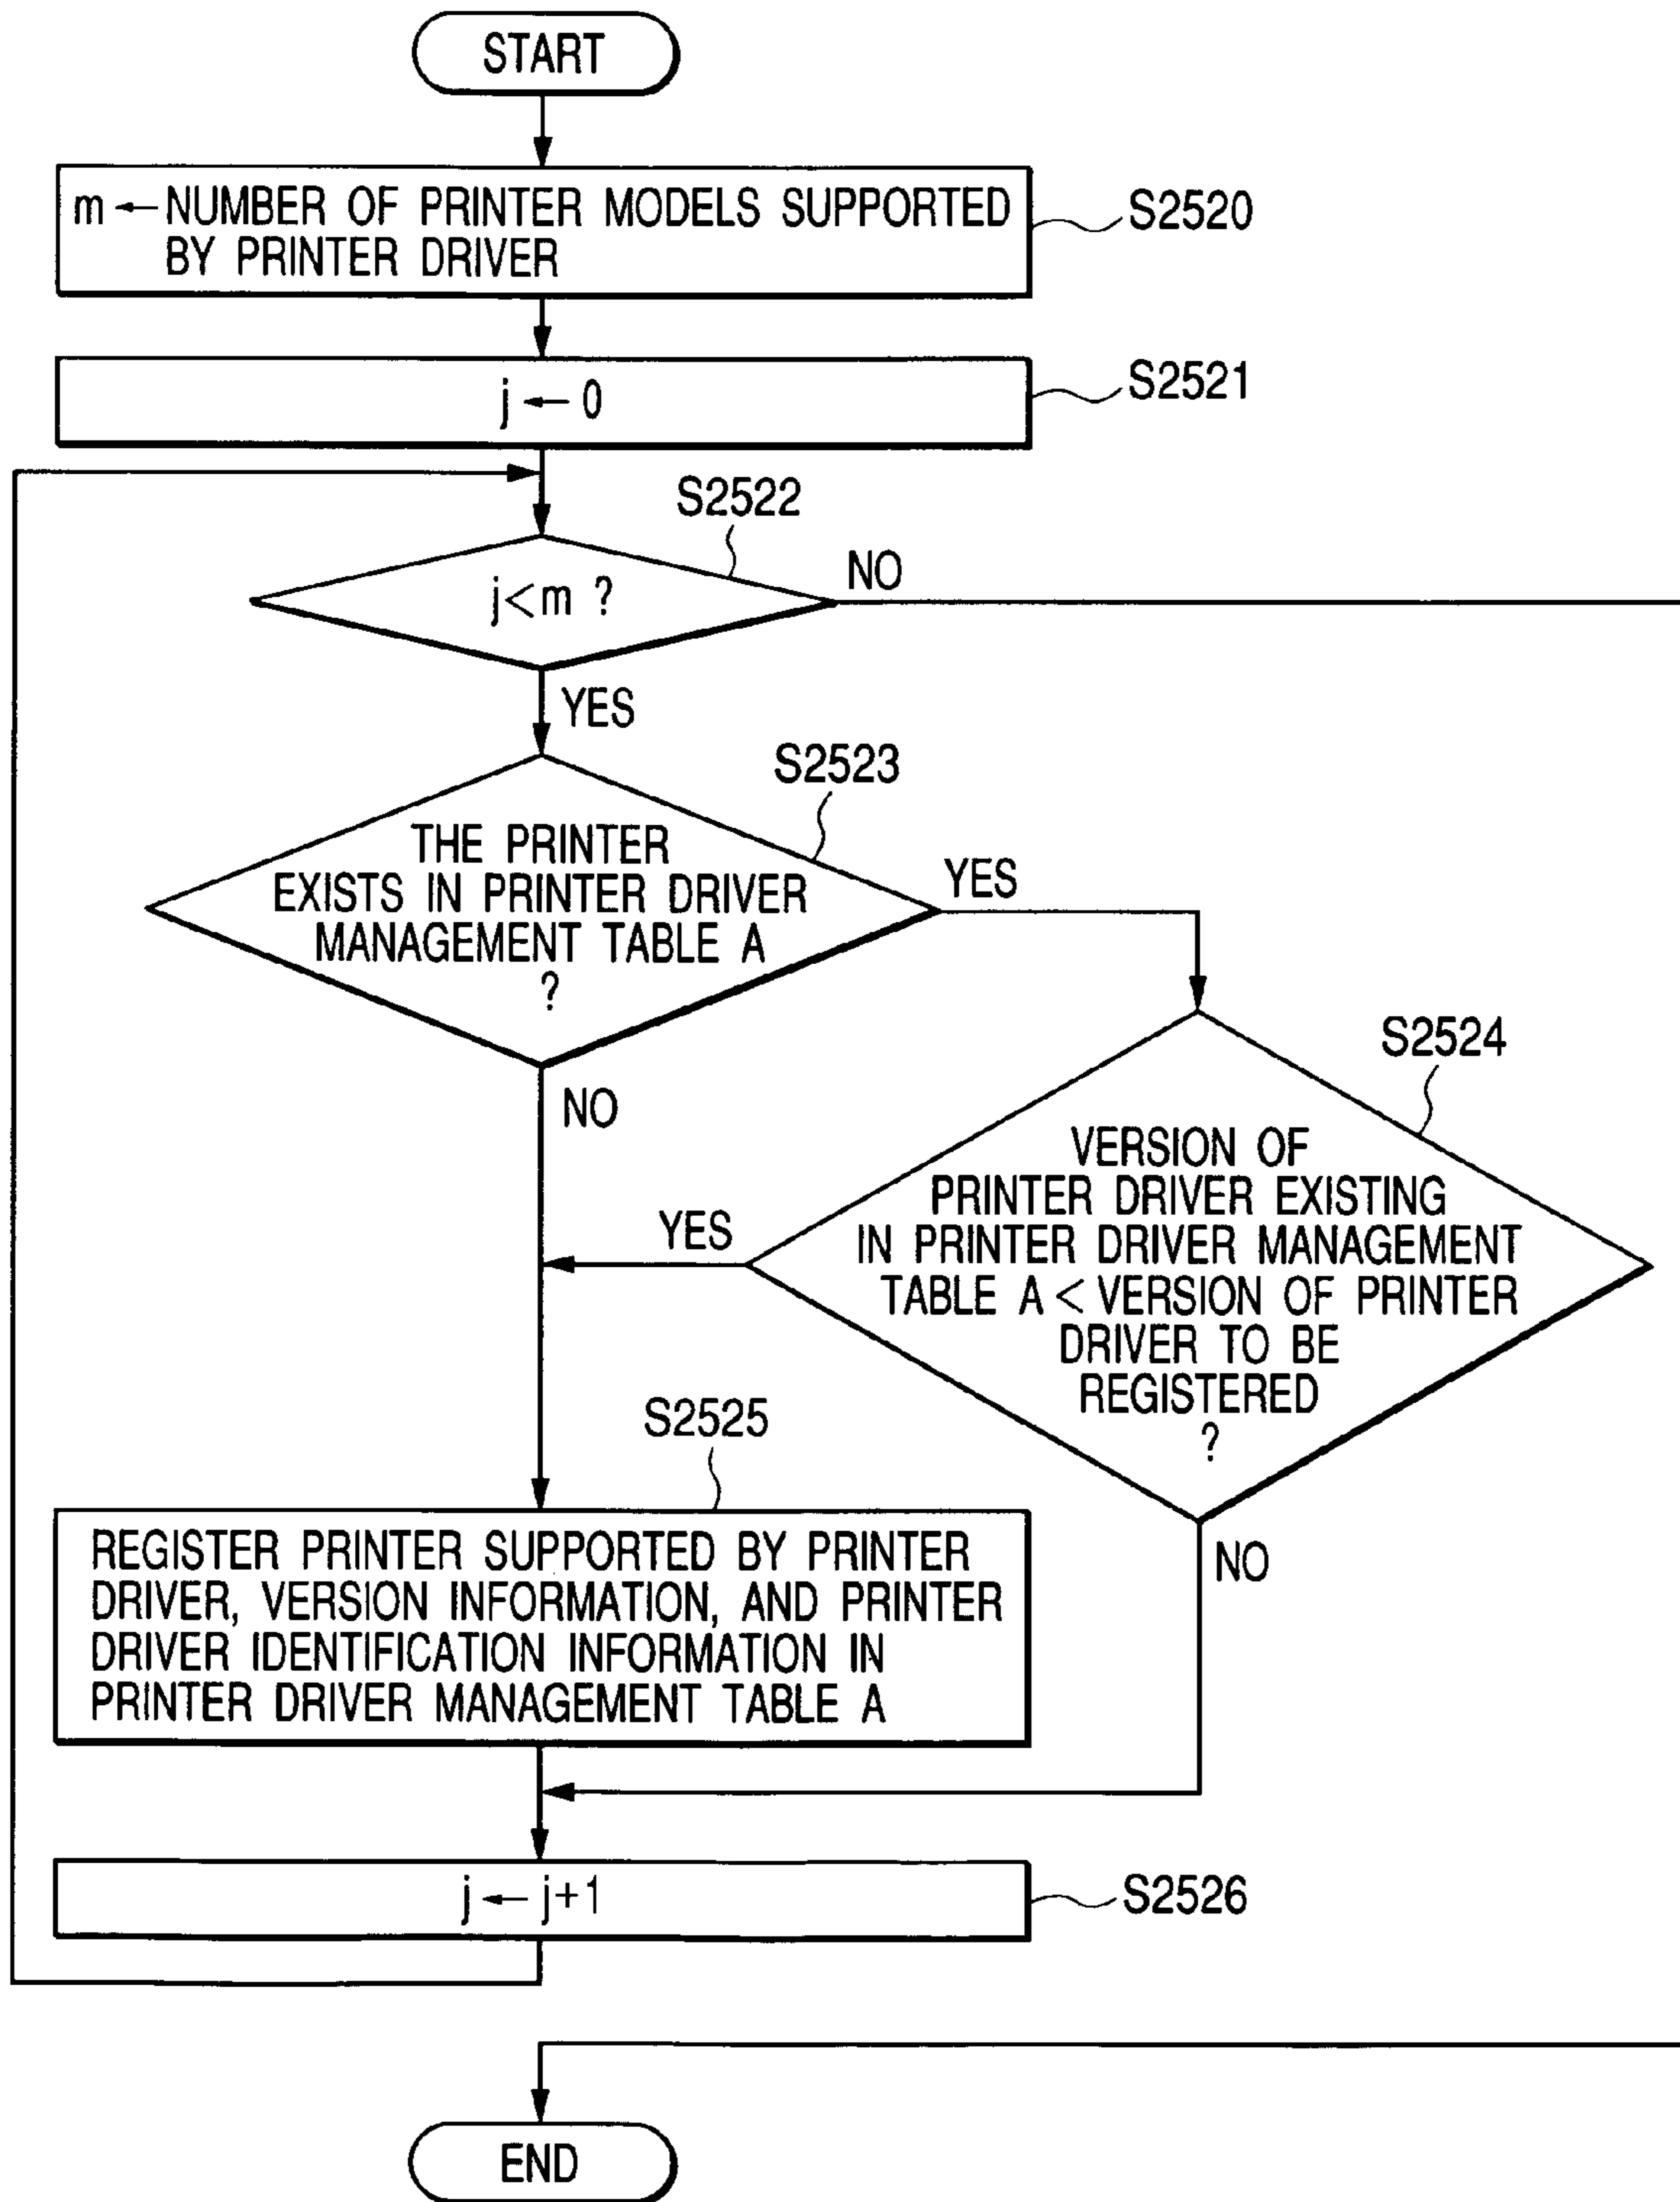 START
m ← NUMBER OF PRINTER MODELS SUPPORTED
BY PRINTER DRIVER
S2520
j ← 0
S2521
S2522
j<m ?
NO
YES
S2523
THE PRINTER
EXISTS IN PRINTER DRIVER
MANAGEMENT TABLE A
?
YES
NO
S2524
VERSION OF
PRINTER DRIVER EXISTING
IN PRINTER DRIVER MANAGEMENT
TABLE A < VERSION OF PRINTER
DRIVER TO BE
REGISTERED
?
YES
NO
S2525
REGISTER PRINTER SUPPORTED BY PRINTER
DRIVER, VERSION INFORMATION, AND PRINTER
DRIVER IDENTIFICATION INFORMATION IN
PRINTER DRIVER MANAGEMENT TABLE A
j ← j+1
S2526
END